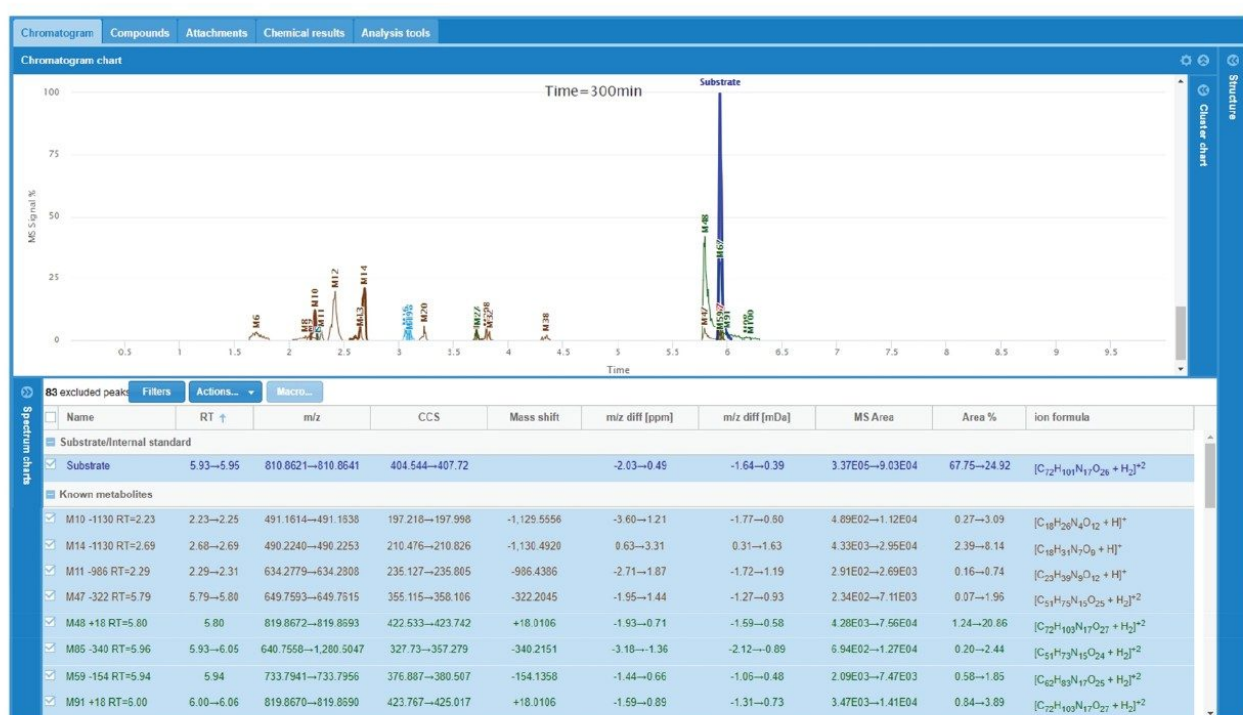 Chromatogram Compounds Attachments Chemical results Analysis tools
Chromatogram chart
Time=300min
Substrate
MS Signal %
100
75
50
25
0
M6
M10
M11
M12
M13
M14
M20
M38
M47
M48
M67
M59
M91
0.5 1 1.5 2 2.5 3 3.5 4 4.5 5 5.5 6 6.5 7 7.5 8 8.5 9 9.5
Time
Cluster chart
Structure
Spectrum charts
83 excluded peaks Filters Actions... Macro...
Name RT m/z CCS Mass shift m/z diff [ppm] m/z diff [mDa] MS Area Area % ion formula
Substrate/Internal standard
Substrate 5.93→5.95 810.8621→810.8641 404.544→407.72 -2.03→0.49 -1.64→0.39 3.37E05→9.03E04 67.75→24.92 [C72H101N17O26 + H2]+2
Known metabolites
M10 -1130 RT=2.23 2.23→2.25 491.1614→491.1638 197.218→197.998 -1,129.5556 -3.60→1.21 -1.77→0.60 4.89E02→1.12E04 0.27→3.09 [C18H26N4O12 + H]+
M14 -1130 RT=2.69 2.68→2.69 490.2240→490.2253 210.476→210.826 -1,130.4920 0.63→3.31 0.31→1.63 4.33E03→2.95E04 2.39→8.14 [C18H31N7O9 + H]+
M11 -986 RT=2.29 2.29→2.31 634.2779→634.2808 235.127→235.805 -986.4386 -2.71→1.87 -1.72→1.19 2.91E02→2.69E03 0.16→0.74 [C23H39N9O12 + H]+
M47 -322 RT=5.79 5.79→5.80 649.7593→649.7615 355.115→358.106 -322.2045 -1.95→1.44 -1.27→0.93 2.34E02→7.11E03 0.07→1.96 [C51H75N15O25 + H2]+2
M48 +18 RT=5.80 5.80 819.8672→819.8693 422.533→423.742 +18.0106 -1.93→0.71 -1.59→0.58 4.28E03→7.56E04 1.24→20.86 [C72H103N17O27 + H2]+2
M85 -340 RT=5.96 5.93→6.05 640.7558→1,280.5047 327.73→357.279 -340.2151 -3.18→-1.36 -2.12→-0.89 6.94E02→1.27E04 0.20→2.44 [C51H73N15O24 + H2]+2
M59 -154 RT=5.94 5.94 733.7941→733.7956 376.887→380.507 -154.1358 -1.44→0.66 -1.06→0.48 2.09E03→7.47E03 0.58→1.85 [C62H83N17O25 + H2]+2
M91 +18 RT=6.00 6.00→6.06 819.8670→819.8690 423.767→425.017 +18.0106 -1.59→0.89 -1.31→0.73 3.47E03→1.41E04 0.84→3.89 [C72H103N17O27 + H2]+2